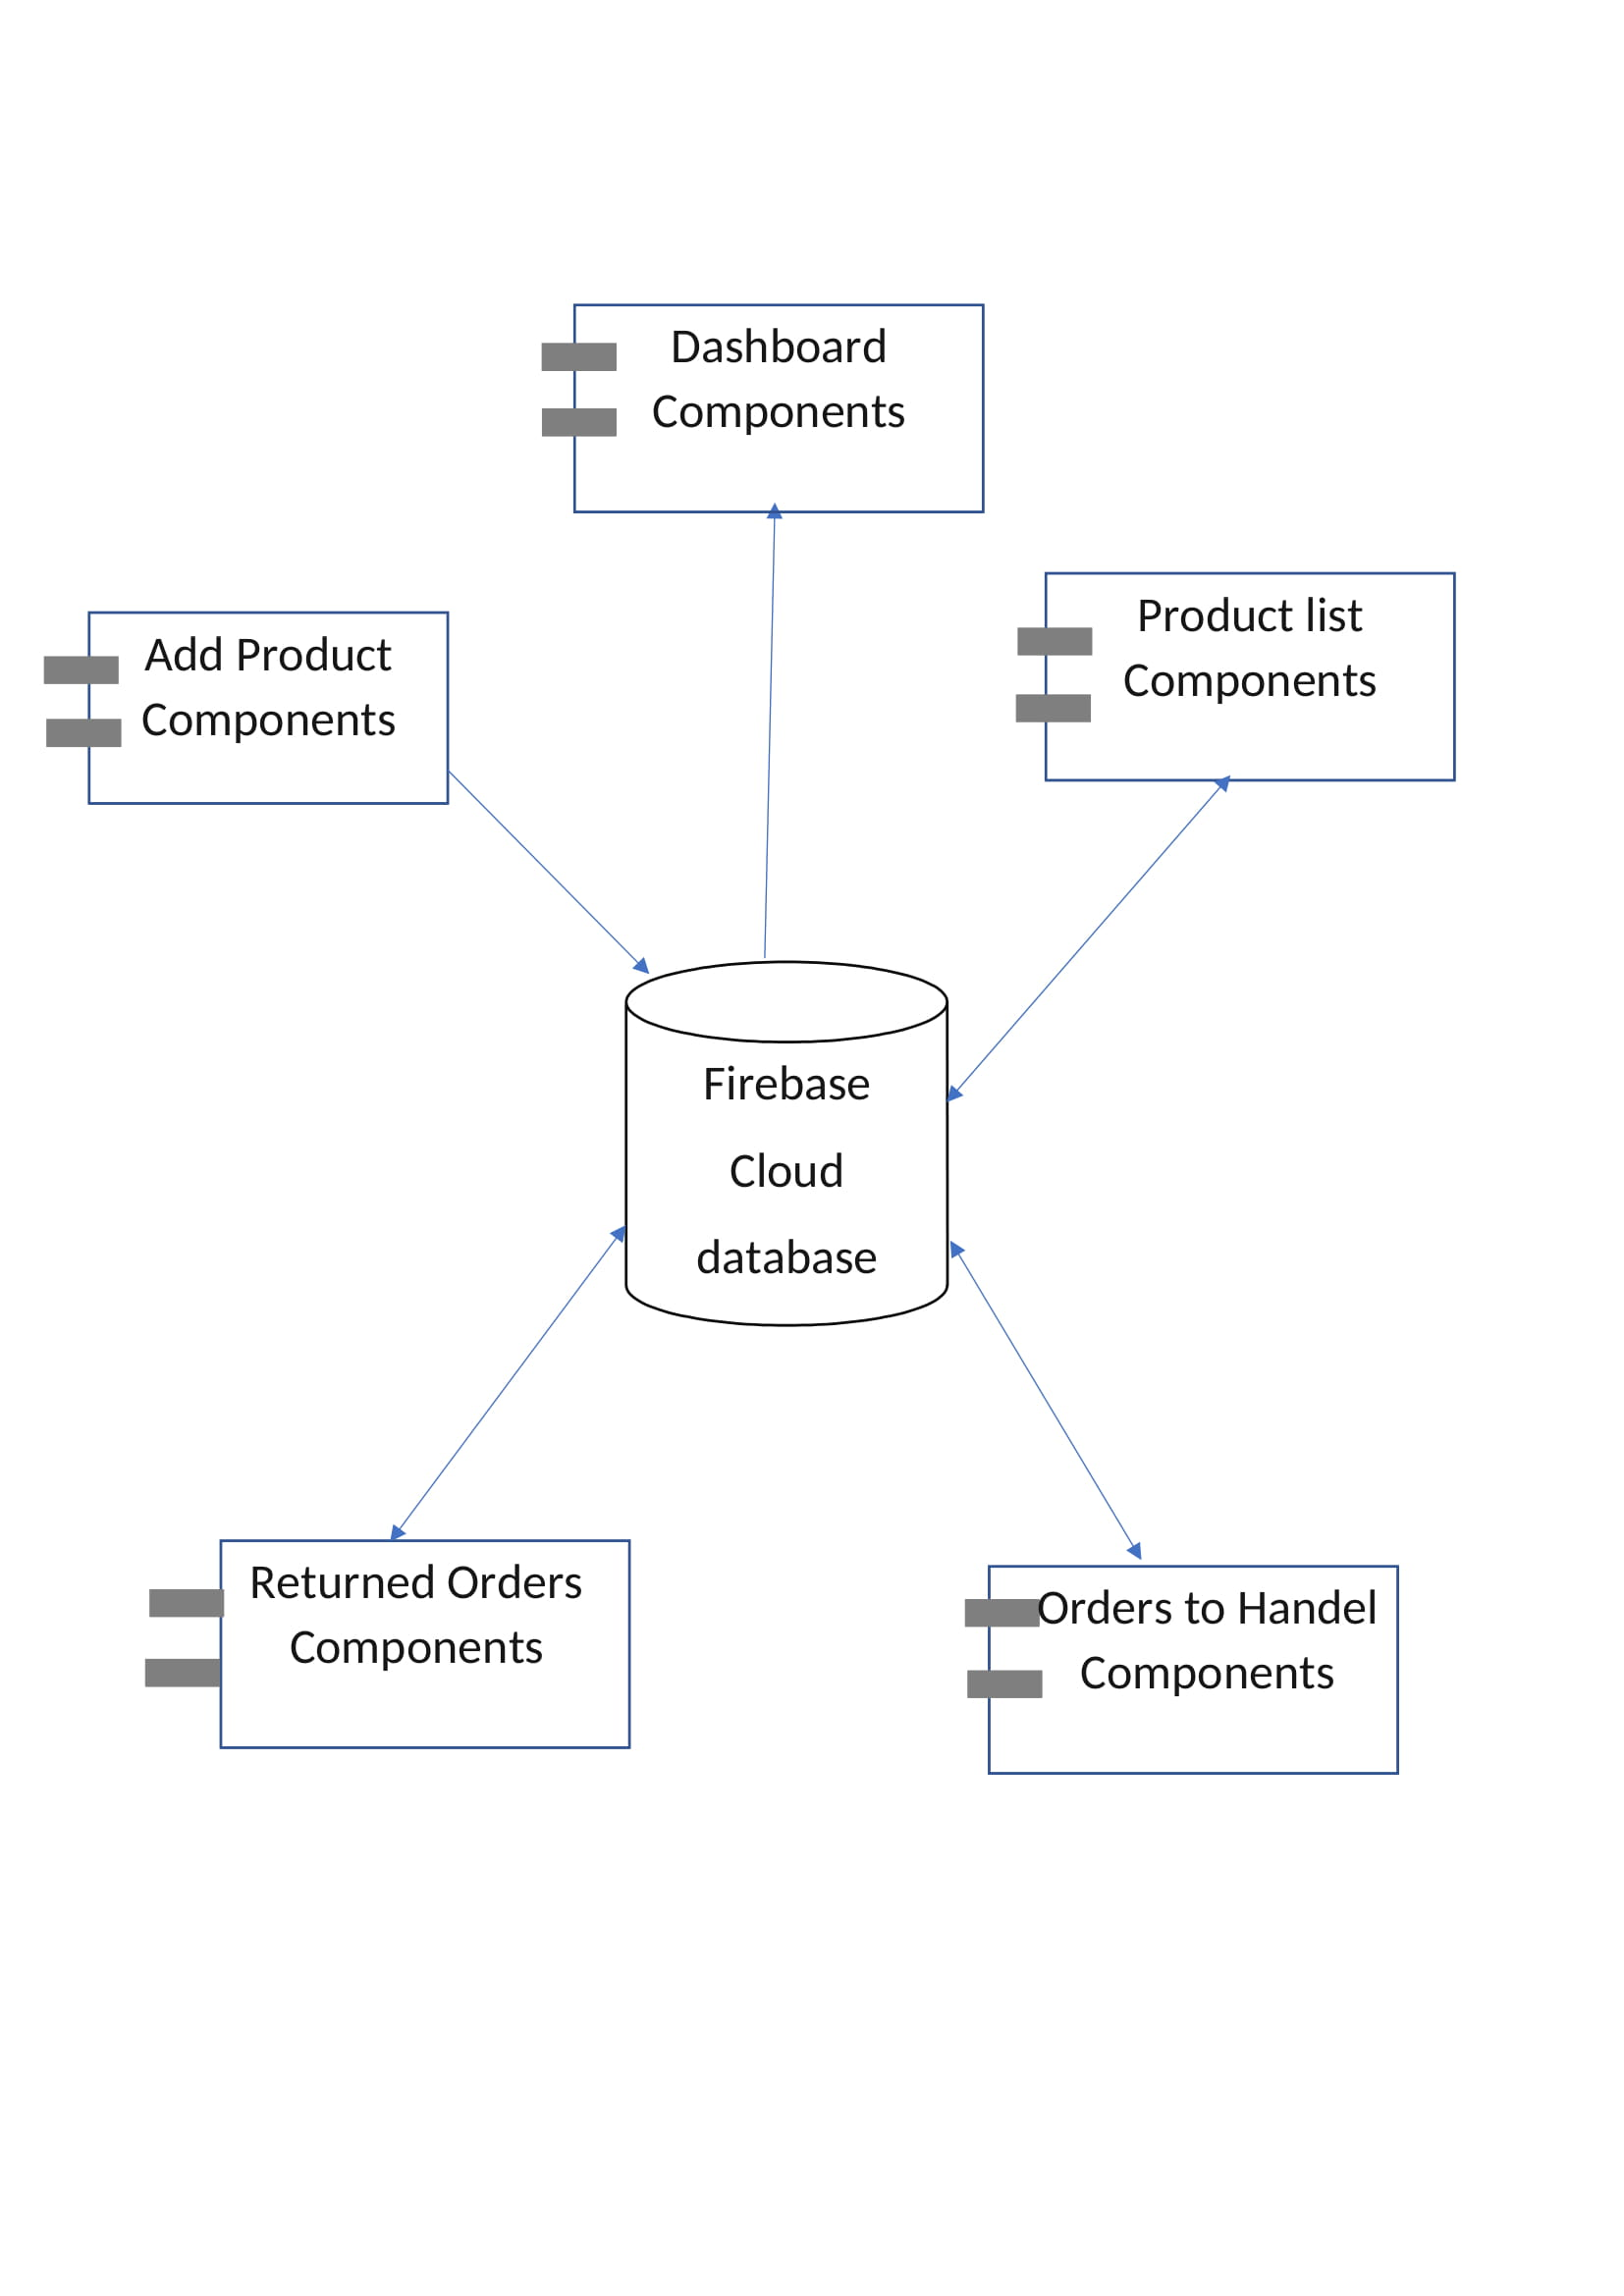 Dashboard
Components
Product list
Components
Add Product
Components
Firebase
Cloud
database
Returned Orders
Components
Orders to Handel
Components